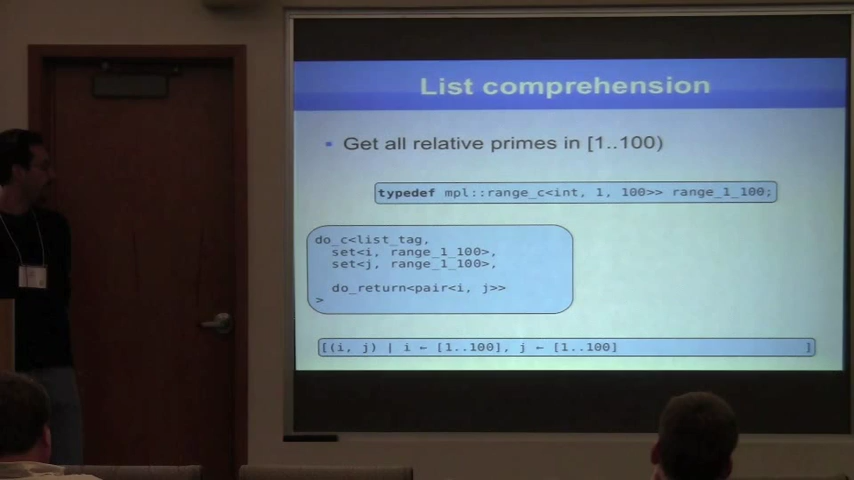 List comprehension
Get all relative primes in [1..100)
typedef mpl::range_c<int, 1, 100>> range_1_100;
do_c<list_tag,
set<i, range_1_100>,
set<j, range_1_100>,
do_return<pair<i, j>>
>
[(i, j) | i ← [1..100], j ← [1..100] ]